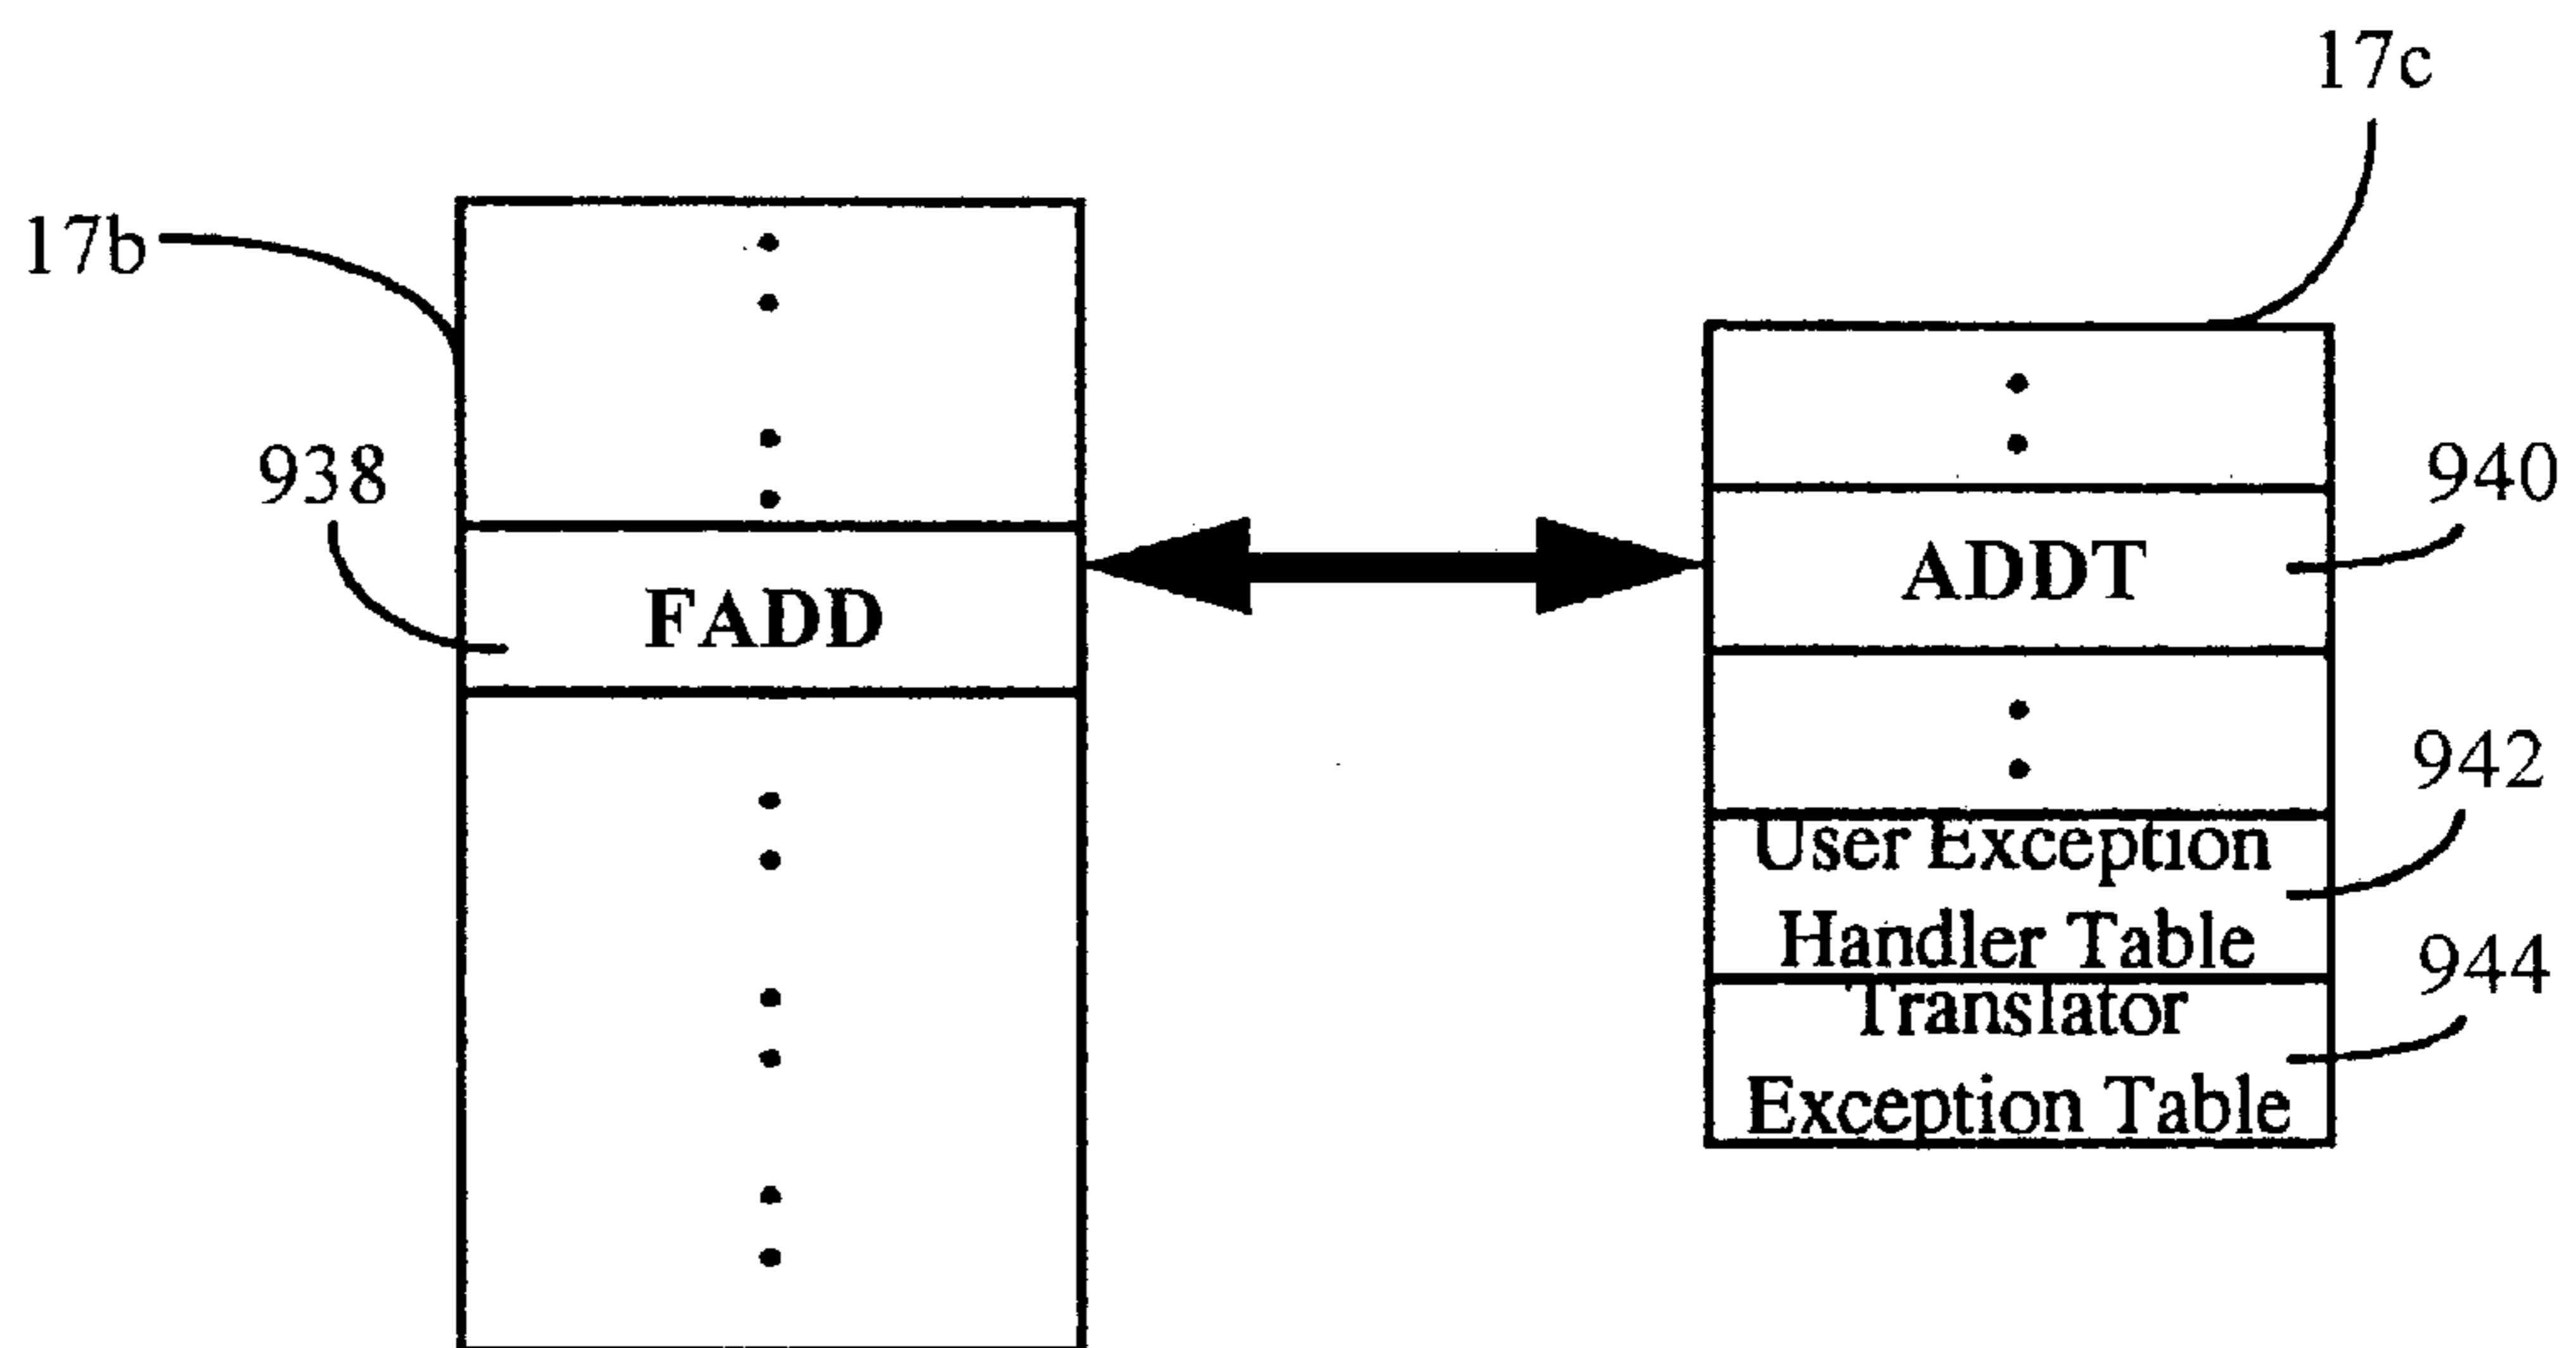 17c
17b
938
FADD
940
ADDT
942
User Exception
Handler Table
944
Translator
Exception Table